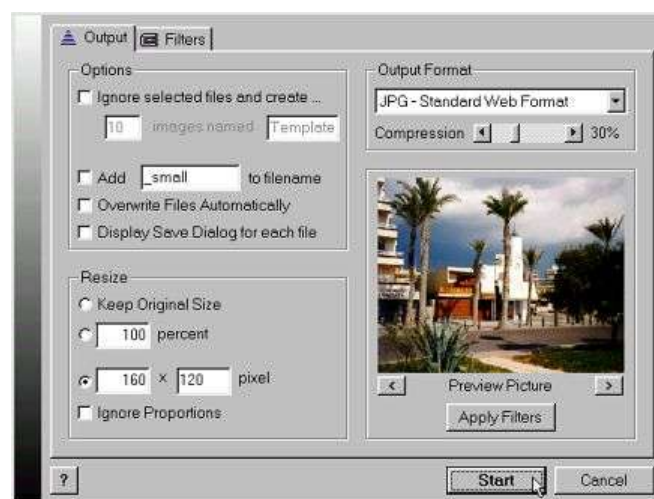 Output
Filters
Options
Ignore selected files and create ...
10 images named Template
Add _small to filename
Overwrite Files Automatically
Display Save Dialog for each file
Resize
Keep Original Size
100 percent
160 × 120 pixel
Ignore Proportions
Output Format
JPG - Standard Web Format
Compression 30%
< Preview Picture >
Apply Filters
?
Start
Cancel